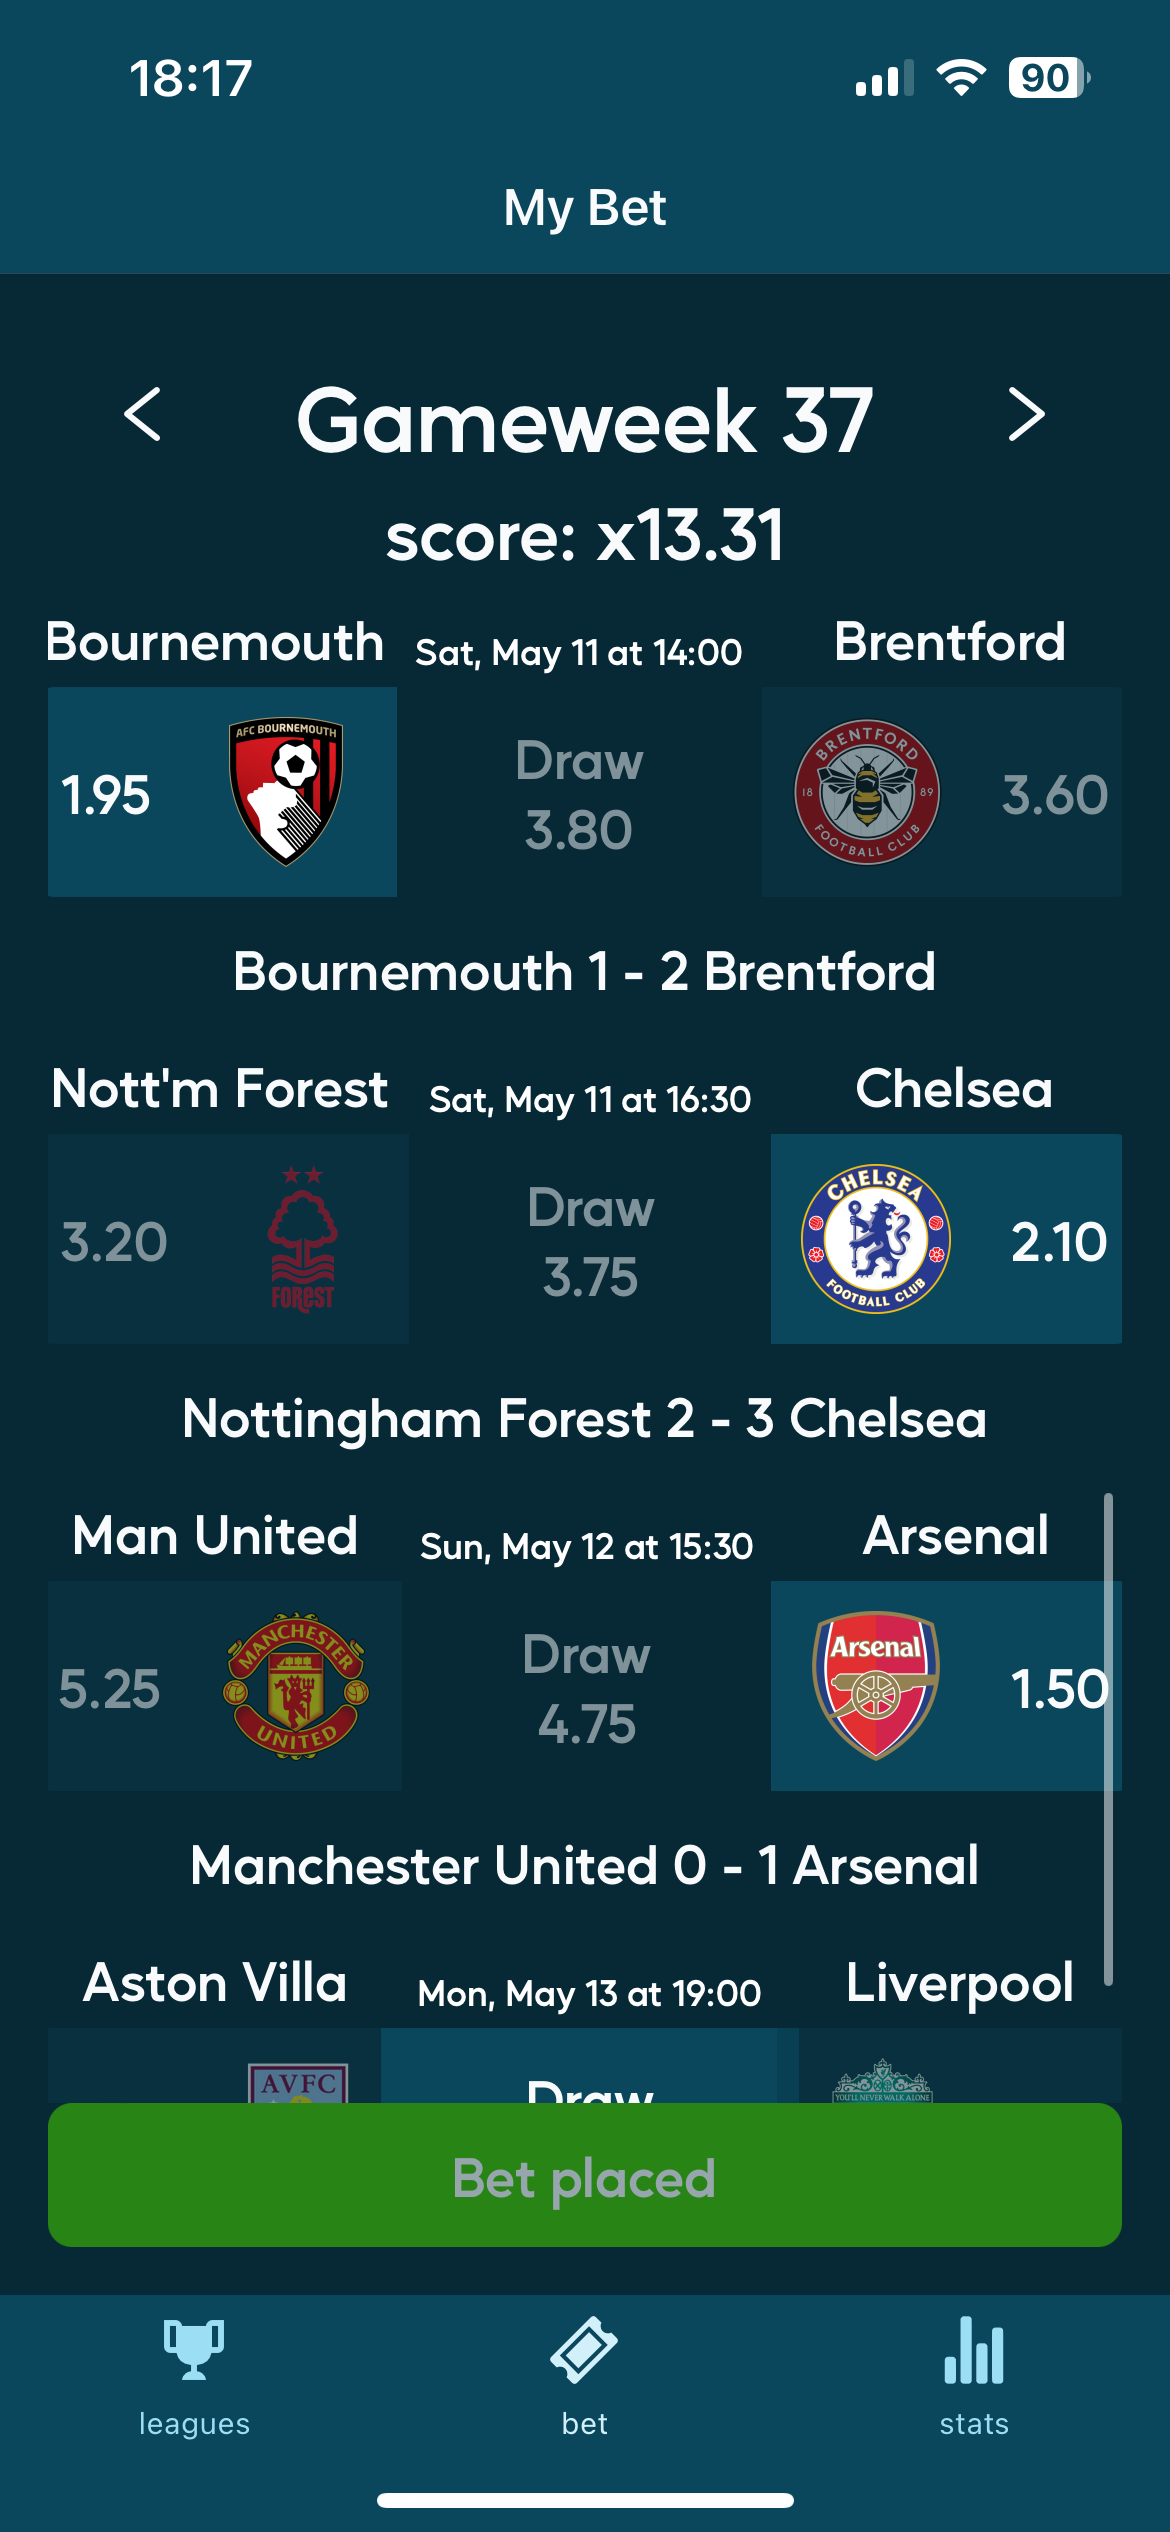 18:17
90
My Bet
Gameweek 37
score: x13.31
Bournemouth
Sat, May 11 at 14:00
Brentford
1.95
AFC BOURNEMOUTH
Draw
3.80
BRENTFORD
18 89
FOOTBALL CLUB
3.60
Bournemouth 1 - 2 Brentford
Nott'm Forest
Sat, May 11 at 16:30
Chelsea
3.20
FOREST
Draw
3.75
CHELSEA
FOOTBALL CLUB
2.10
Nottingham Forest 2 - 3 Chelsea
Man United
Sun, May 12 at 15:30
Arsenal
5.25
MANCHESTER
UNITED
Draw
4.75
Arsenal
1.50
Manchester United 0 - 1 Arsenal
Aston Villa
Mon, May 13 at 19:00
Liverpool
AVFC
Draw
YOU'LL NEVER WALK ALONE
Bet placed
leagues
bet
stats